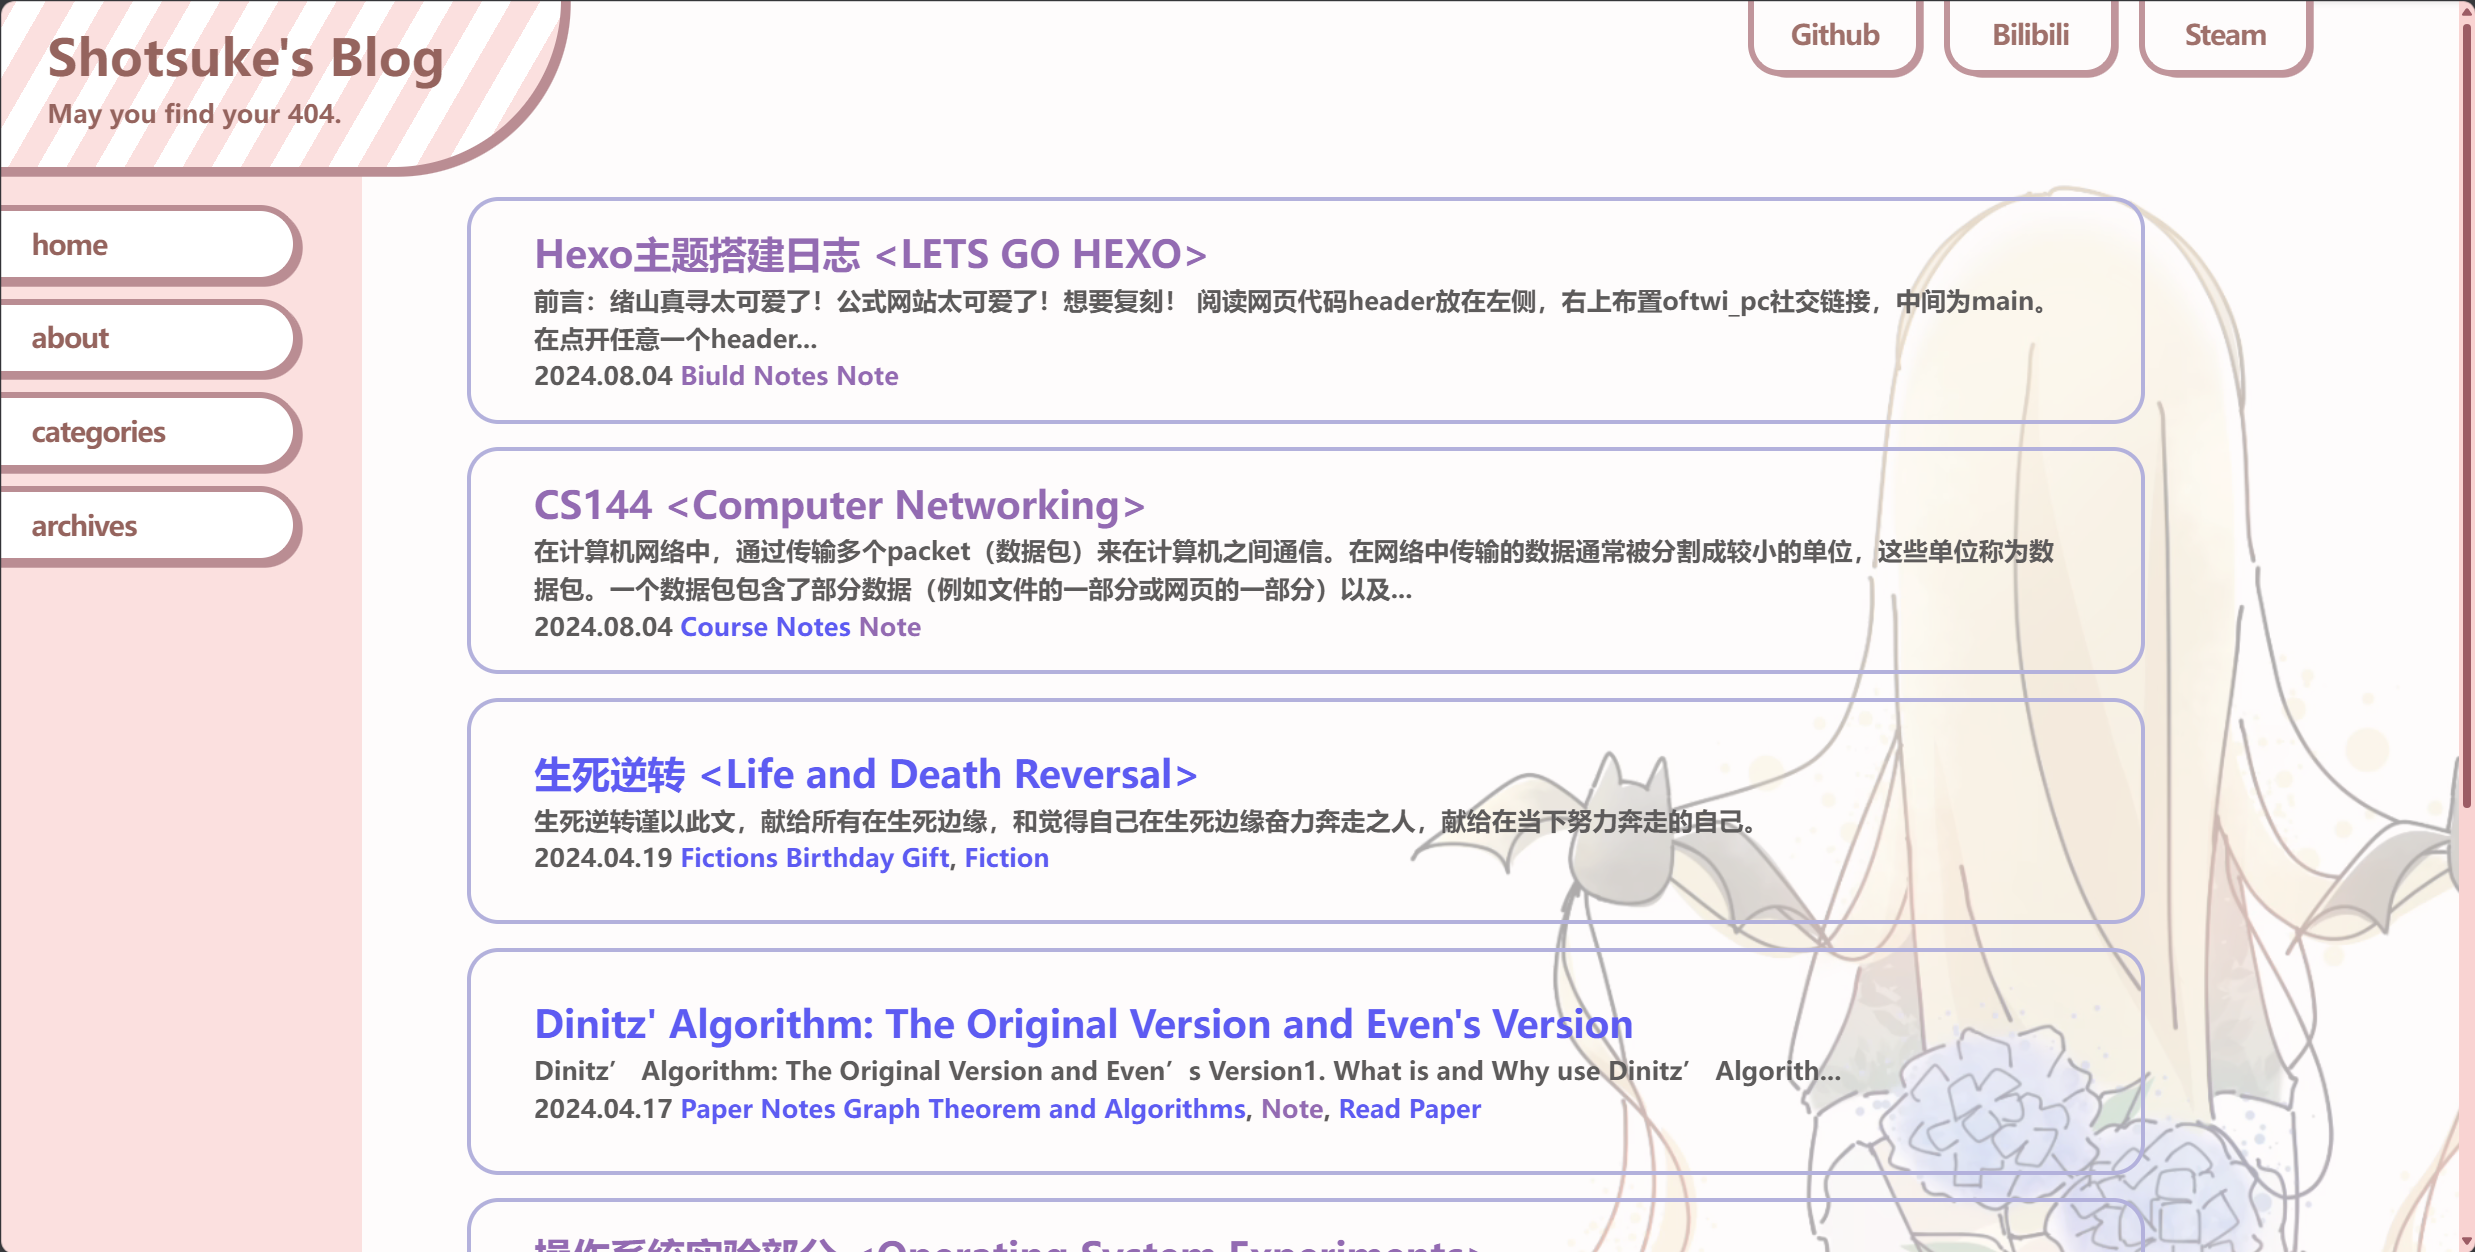 Shotsuke's Blog
May you find your 404.
Github
Bilibili
Steam
home
about
categories
archives
Hexo主题搭建日志 <LETS GO HEXO>
前言：绪山真寻太可爱了！公式网站太可爱了！想要复刻！ 阅读网页代码header放在左侧，右上布置oftwi_pc社交链接，中间为main。
在点开任意一个header...
2024.08.04 Biuld Notes Note
CS144 <Computer Networking>
在计算机网络中，通过传输多个packet（数据包）来在计算机之间通信。在网络中传输的数据通常被分割成较小的单位，这些单位称为数
据包。一个数据包包含了部分数据（例如文件的一部分或网页的一部分）以及...
2024.08.04 Course Notes Note
生死逆转 <Life and Death Reversal>
生死逆转谨以此文，献给所有在生死边缘，和觉得自己在生死边缘奋力奔走之人，献给在当下努力奔走的自己。
2024.04.19 Fictions Birthday Gift, Fiction
Dinitz' Algorithm: The Original Version and Even's Version
Dinitz’ Algorithm: The Original Version and Even’s Version1. What is and Why use Dinitz’ Algorith...
2024.04.17 Paper Notes Graph Theorem and Algorithms, Note, Read Paper
操作系统实验部分 <Operating System Experiments>